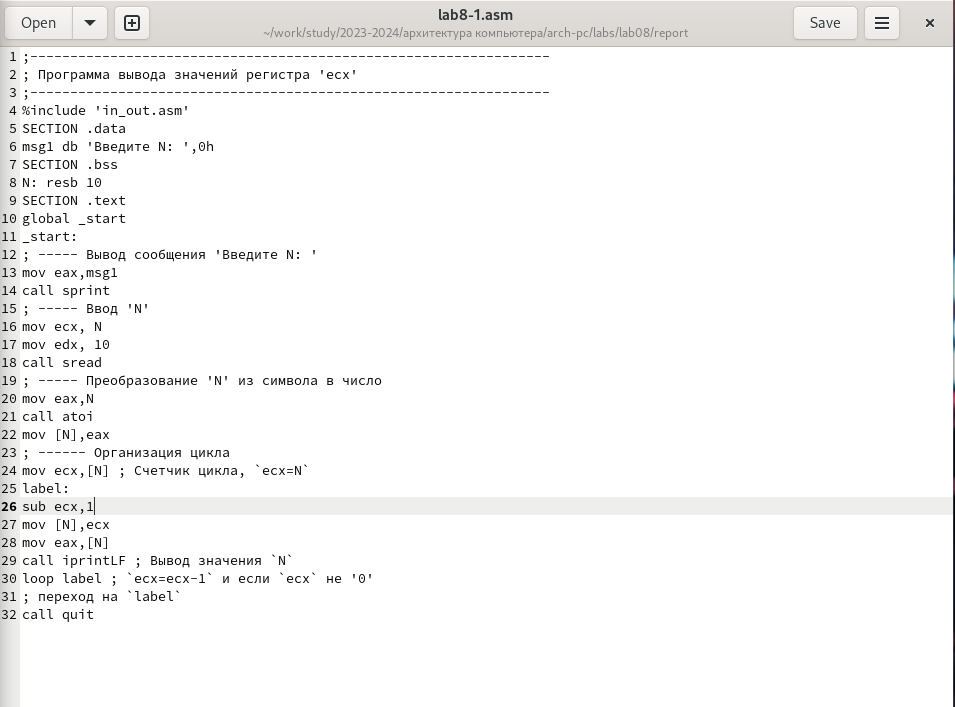 Open
lab8-1.asm
~/work/study/2023-2024/архитектура компьютера/arch-pc/labs/lab08/report
Save
1 ;-----------------------------------------------------------------
2 ; Программа вывода значений регистра 'ecx'
3 ;-----------------------------------------------------------------
4 %include 'in_out.asm'
5 SECTION .data
6 msg1 db 'Введите N: ',0h
7 SECTION .bss
8 N: resb 10
9 SECTION .text
10 global _start
11 _start:
12 ; ----- Вывод сообщения 'Введите N: '
13 mov eax,msg1
14 call sprint
15 ; ----- Ввод 'N'
16 mov ecx, N
17 mov edx, 10
18 call sread
19 ; ----- Преобразование 'N' из символа в число
20 mov eax,N
21 call atoi
22 mov [N],eax
23 ; ------ Организация цикла
24 mov ecx,[N] ; Счетчик цикла, `ecx=N`
25 label:
26 sub ecx,1
27 mov [N],ecx
28 mov eax,[N]
29 call iprintLF ; Вывод значения `N`
30 loop label ; `ecx=ecx-1` и если `ecx` не '0'
31 ; переход на `label`
32 call quit